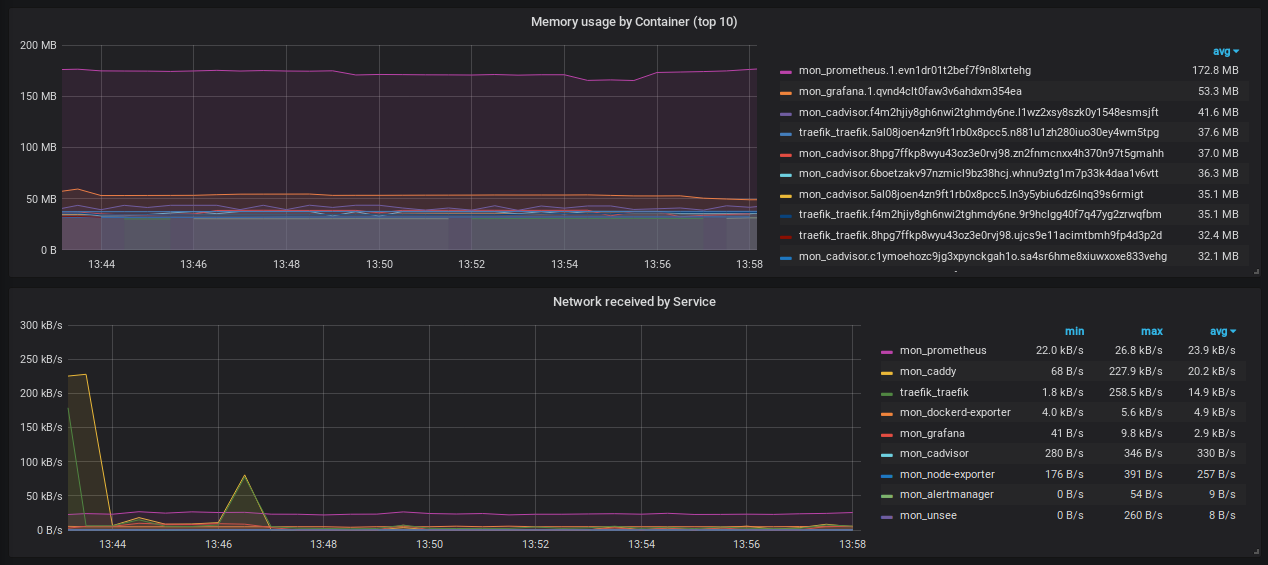 Memory usage by Container (top 10)
200 MB
150 MB
100 MB
50 MB
0 B
13:44 13:46 13:48 13:50 13:52 13:54 13:56 13:58
avg
mon_prometheus.1.evn1dr01t2bef7f9n8lxrtehg 172.8 MB
mon_grafana.1.qvnd4clt0faw3v6ahdxm354ea 53.3 MB
mon_cadvisor.f4m2hjiy8gh6nwi2tghmdy6ne.l1wz2xsy8szk0y1548esmsjft 41.6 MB
traefik_traefik.5al08joen4zn9ft1rb0x8pcc5.n881u1zh280iuo30ey4wm5tpg 37.6 MB
mon_cadvisor.8hpg7ffkp8wyu43oz3e0rvj98.zn2fnmcnxx4h370n97t5gmahh 37.0 MB
mon_cadvisor.6boetzakv97nzmicl9bz38hcj.whnu9ztg1m7p33k4daa1v6vtt 36.3 MB
mon_cadvisor.5al08joen4zn9ft1rb0x8pcc5.ln3y5ybiu6dz6lnq39s6rmigt 35.1 MB
traefik_traefik.f4m2hjiy8gh6nwi2tghmdy6ne.9r9hclgg40f7q47yg2zrwqfbm 35.1 MB
traefik_traefik.8hpg7ffkp8wyu43oz3e0rvj98.ujcs9e11acimtbmh9fp4d3p2d 32.4 MB
mon_cadvisor.c1ymoehozc9jg3xpynckgah1o.sa4sr6hme8xiuwxoxe833vehg 32.1 MB
Network received by Service
300 kB/s
250 kB/s
200 kB/s
150 kB/s
100 kB/s
50 kB/s
0 B/s
13:44 13:46 13:48 13:50 13:52 13:54 13:56 13:58
min max avg
mon_prometheus 22.0 kB/s 26.8 kB/s 23.9 kB/s
mon_caddy 68 B/s 227.9 kB/s 20.2 kB/s
traefik_traefik 1.8 kB/s 258.5 kB/s 14.9 kB/s
mon_dockerd-exporter 4.0 kB/s 5.6 kB/s 4.9 kB/s
mon_grafana 41 B/s 9.8 kB/s 2.9 kB/s
mon_cadvisor 280 B/s 346 B/s 330 B/s
mon_node-exporter 176 B/s 391 B/s 257 B/s
mon_alertmanager 0 B/s 54 B/s 9 B/s
mon_unsee 0 B/s 260 B/s 8 B/s